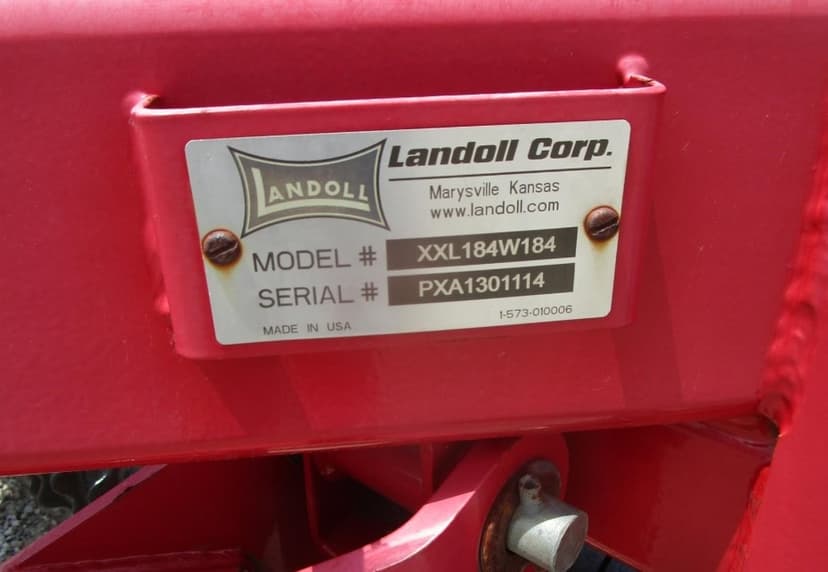 LANDOLL
Landoll Corp.
Marysville Kansas
www.landoll.com
MODEL # XXL184W184
SERIAL # PXA1301114
MADE IN USA
1-573-010006